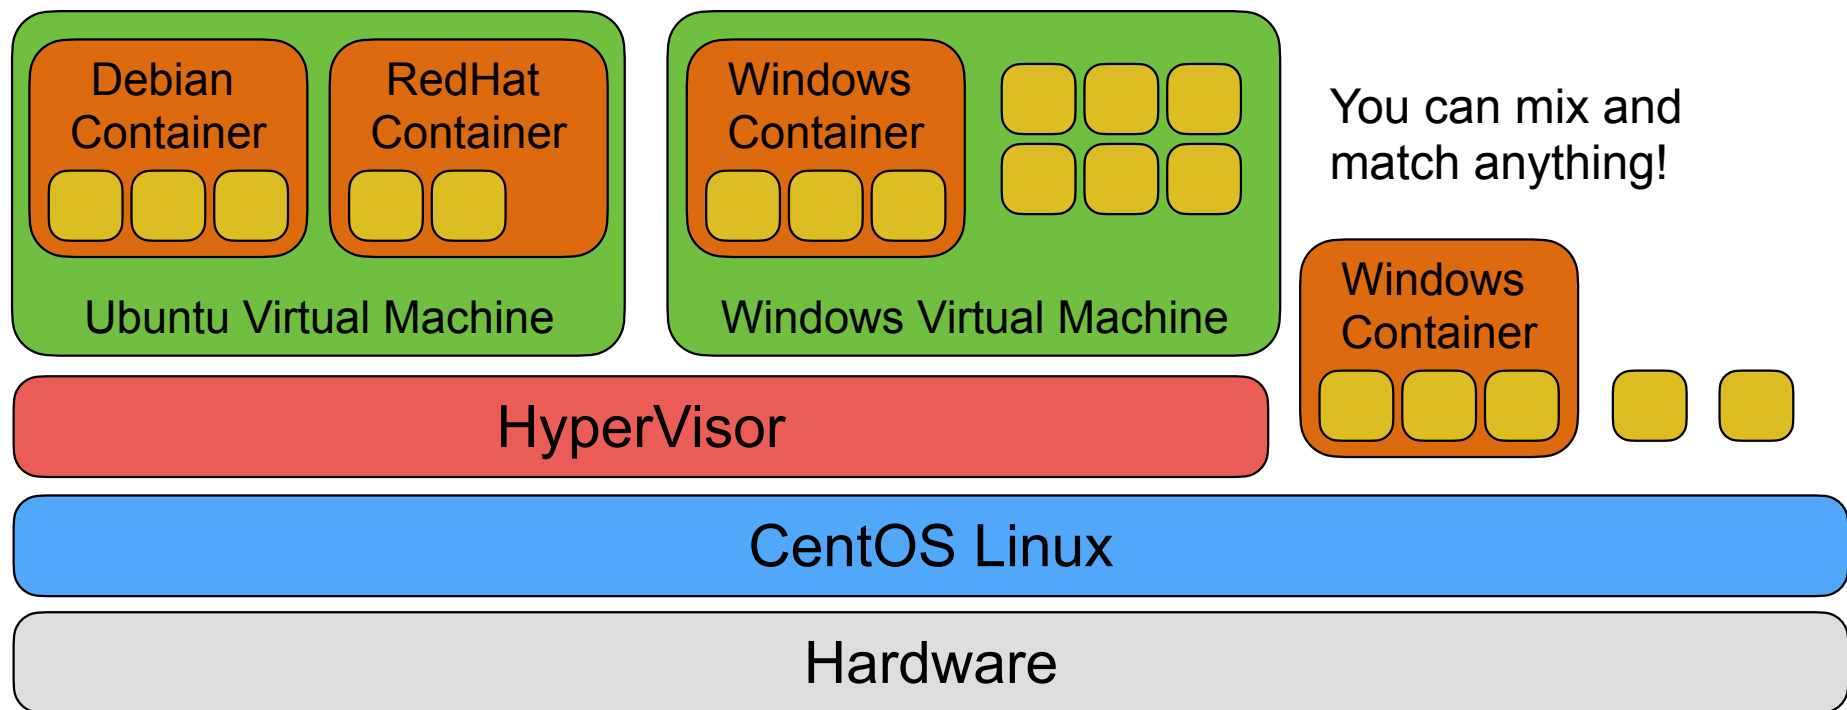 Debian
Container
RedHat
Container
Ubuntu Virtual Machine
Windows
Container
Windows Virtual Machine
You can mix and
match anything!
Windows
Container
HyperVisor
CentOS Linux
Hardware